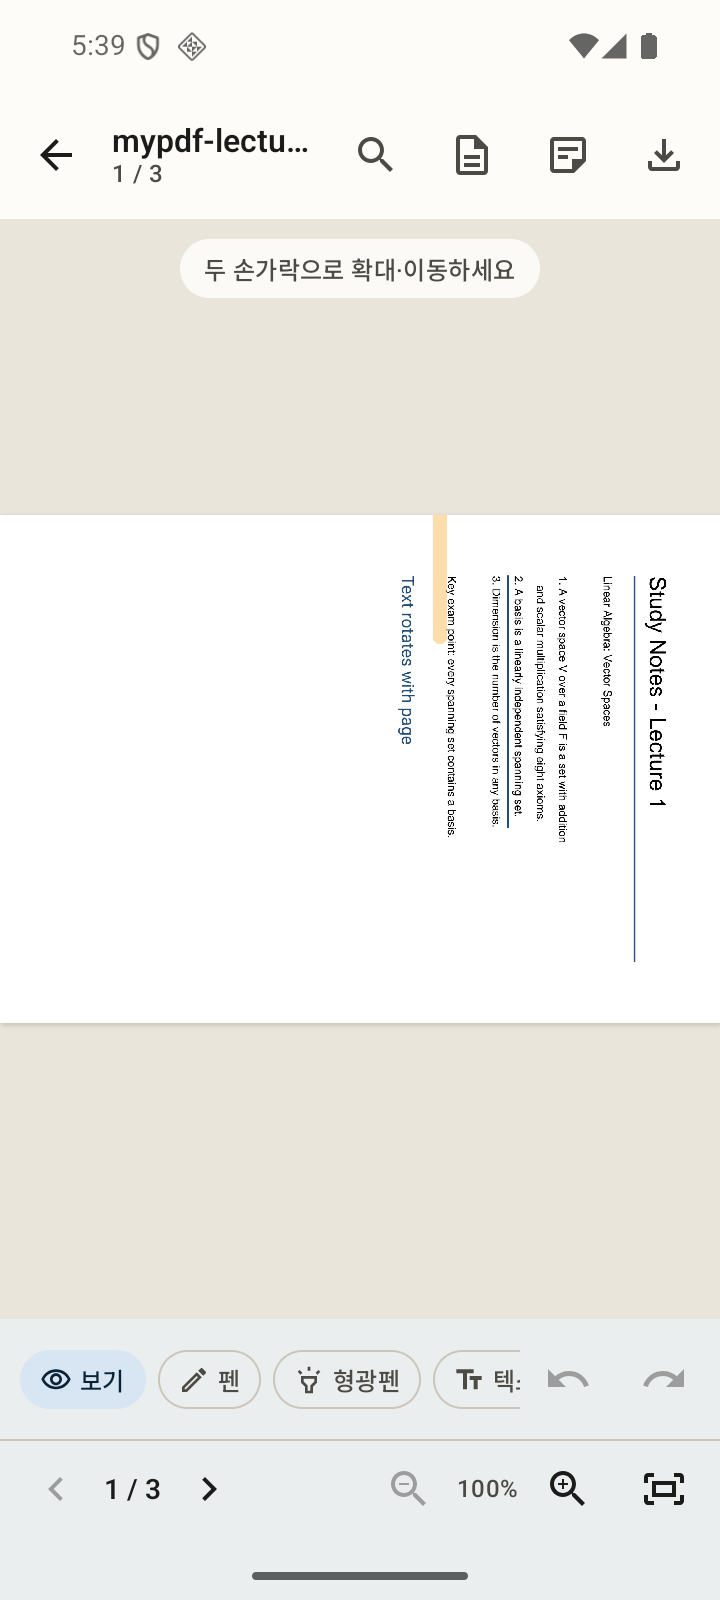 5:39
mypdf-lectu...
1 / 3
두 손가락으로 확대·이동하세요
Study Notes - Lecture 1
Linear Algebra: Vector Spaces
1. A vector space V over a field F is a set with addition
and scalar multiplication satisfying eight axioms.
2. A basis is a linearly independent spanning set.
3. Dimension is the number of vectors in any basis.
Key exam point: every spanning set contains a basis.
Text rotates with page
보기
펜
형광펜
1 / 3
100%